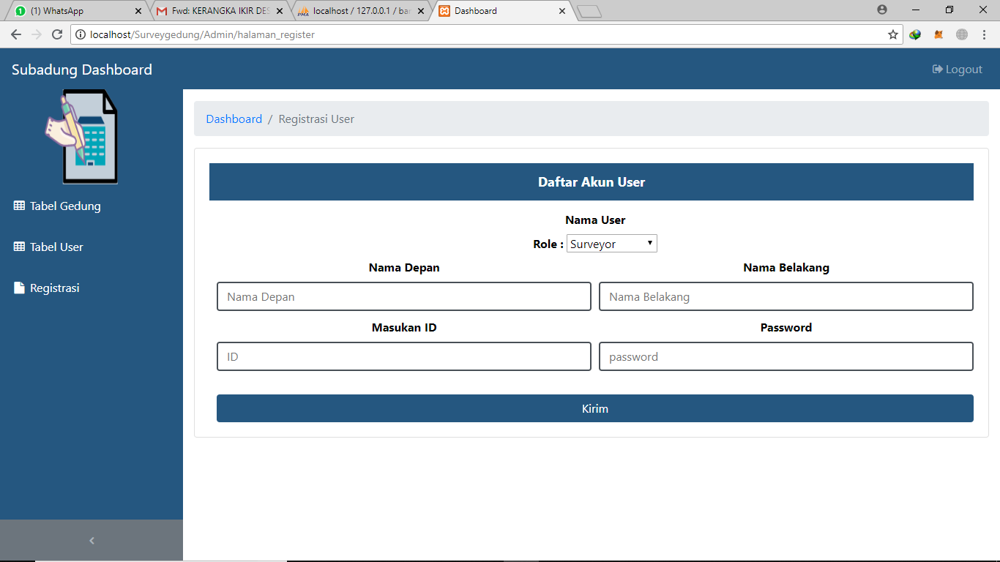 (1) WhatsApp
Fwd: KERANGKA IKIR DES
localhost / 127.0.0.1 / bar
Dashboard
localhost/Surveygedung/Admin/halaman_register
Subadung Dashboard
Logout
Dashboard / Registrasi User
Tabel Gedung
Tabel User
Registrasi
Daftar Akun User
Nama User
Role : Surveyor
Nama Depan Nama Belakang
Nama Depan Nama Belakang
Masukan ID Password
ID password
Kirim